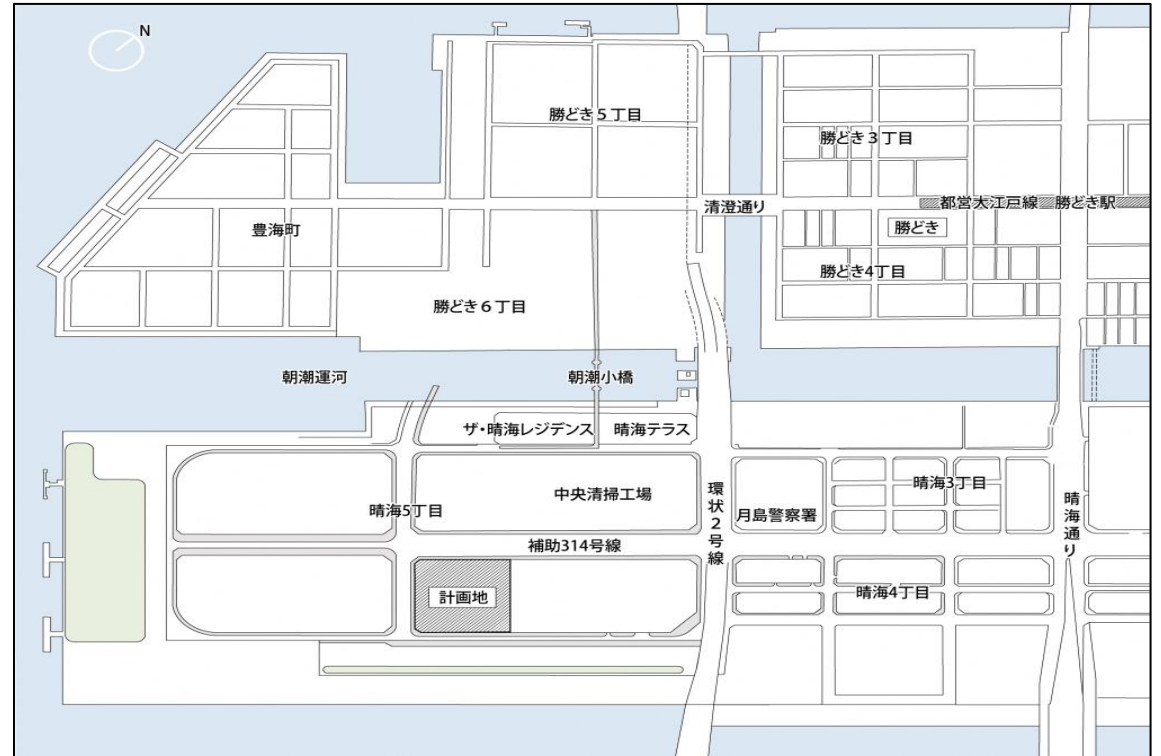 N
勝どき５丁目
勝どき３丁目
清澄通り
都営大江戸線 勝どき駅
豊海町
勝どき
勝どき4丁目
勝どき６丁目
朝潮運河
朝潮小橋
ザ・晴海レジデンス
晴海テラス
中央清掃工場
環状２号線
月島警察署
晴海3丁目
晴海通り
晴海5丁目
補助314号線
計画地
晴海4丁目